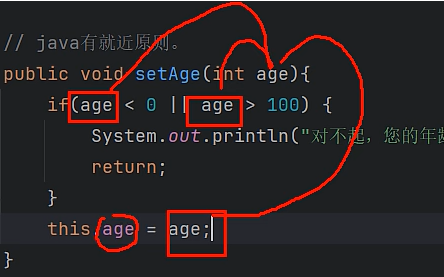 // java有就近原则。
public void setAge(int age){
if(age < 0 || age > 100) {
System.out.println("对不起，您的年龄
return;
}
this.age = age;
}